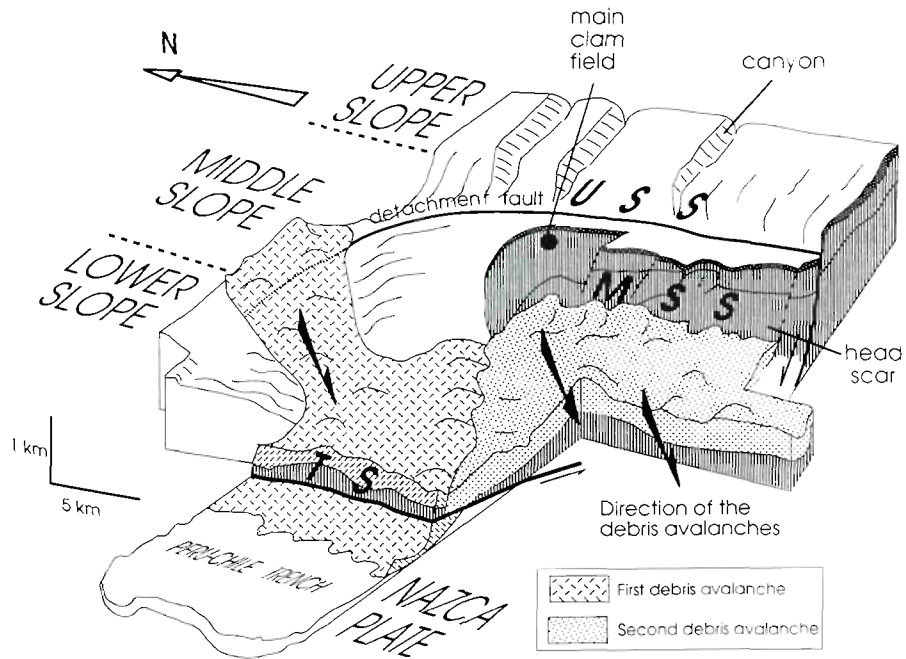 main
clam
field
canyon
N
UPPER
SLOPE
MIDDLE
SLOPE
LOWER
SLOPE
detachment fault
U S S
M S S
head
scar
1 km
5 km
T S
Direction of the
debris avalanches
PERU-CHILE TRENCH
NAZCA
PLATE
First debris avalanche
Second debris avalanche